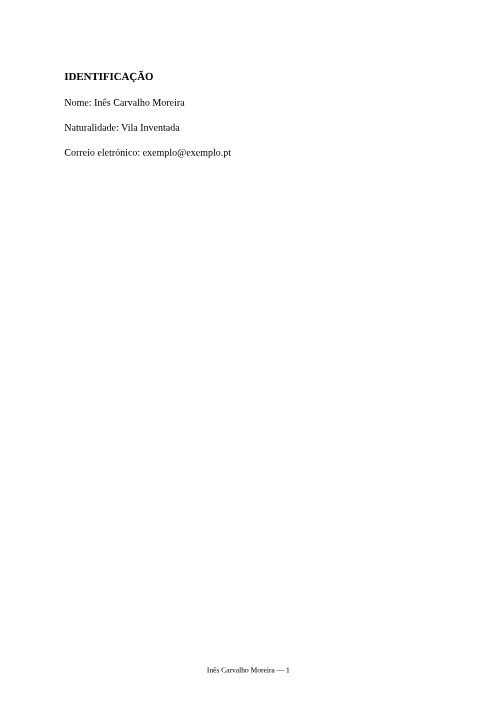 IDENTIFICAÇÃO
Nome: Inês Carvalho Moreira
Naturalidade: Vila Inventada
Correio eletrónico: exemplo@exemplo.pt
Inês Carvalho Moreira — 1